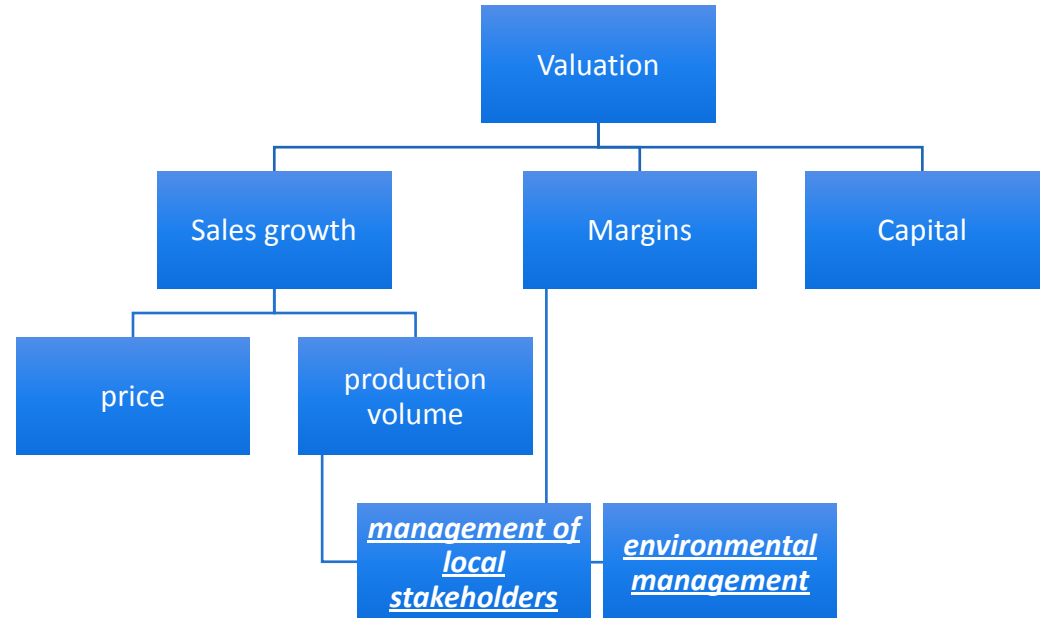 Valuation
Sales growth
Margins
Capital
price
production
volume
management of
local
stakeholders
environmental
management